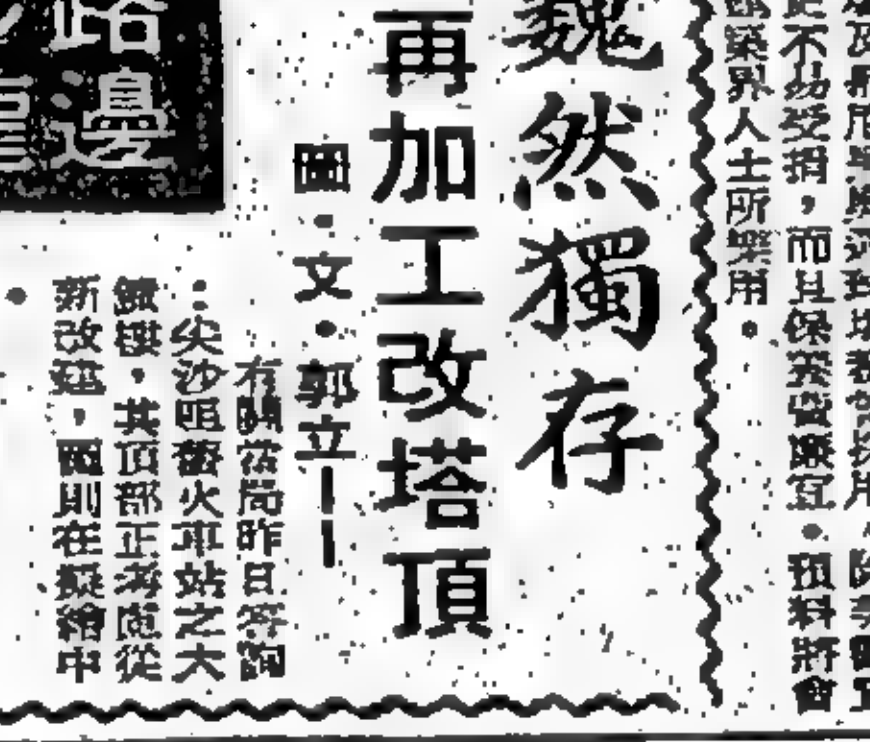 不易受損，而且保養費廉宜。預料將會
築界人士所樂用。
巍然獨存
再加工改塔頂
圖・文・郭立一一
有關當局昨日答詢
：尖沙咀舊火車站之大
鐘樓，其頂部正考慮從
新改建，圖則在擬繪中
路
邊